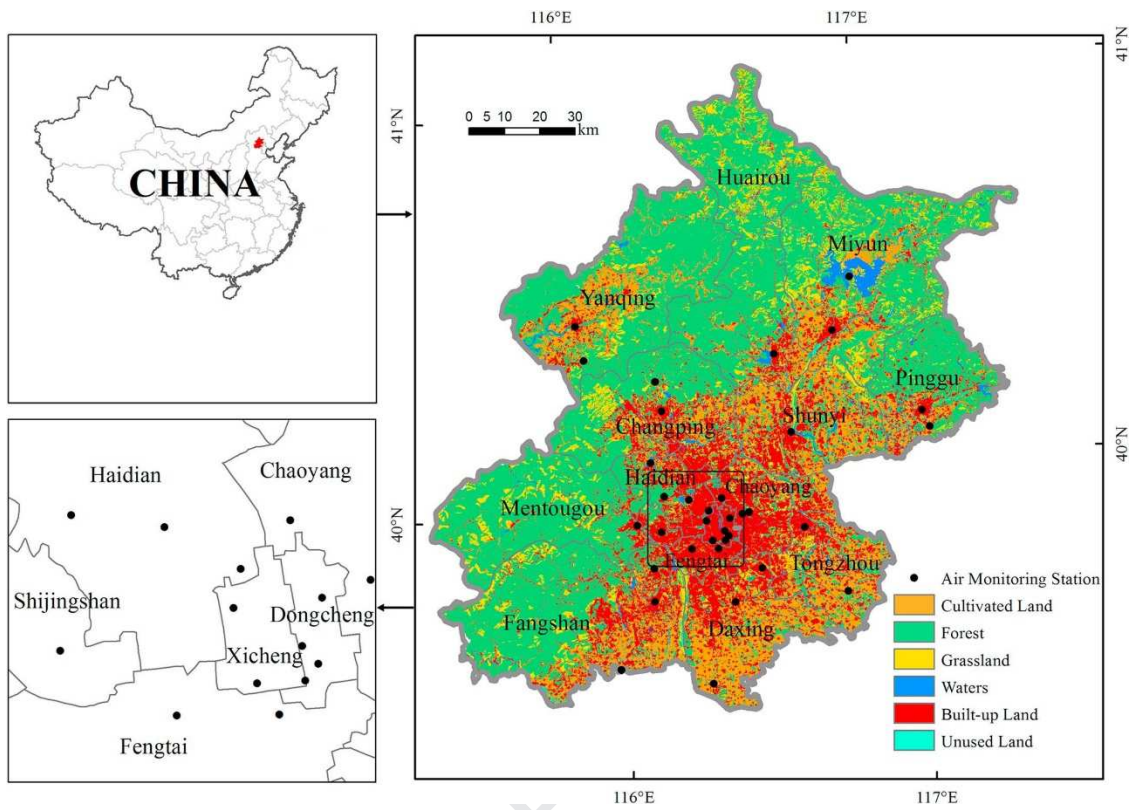 116°E
117°E
41°N
41°N
0 5 10 20 30
km
CHINA
Huairou
Miyun
Yanqing
Pinggu
Shunyi
Changping
40°N
Haidian
Chaoyang
Mentougou
40°N
Fengtai
Tongzhou
Fangshan
Daxing
Haidian
Chaoyang
Shijingshan
Dongcheng
Xicheng
Fengtai
Air Monitoring Station
Cultivated Land
Forest
Grassland
Waters
Built-up Land
Unused Land
116°E
117°E